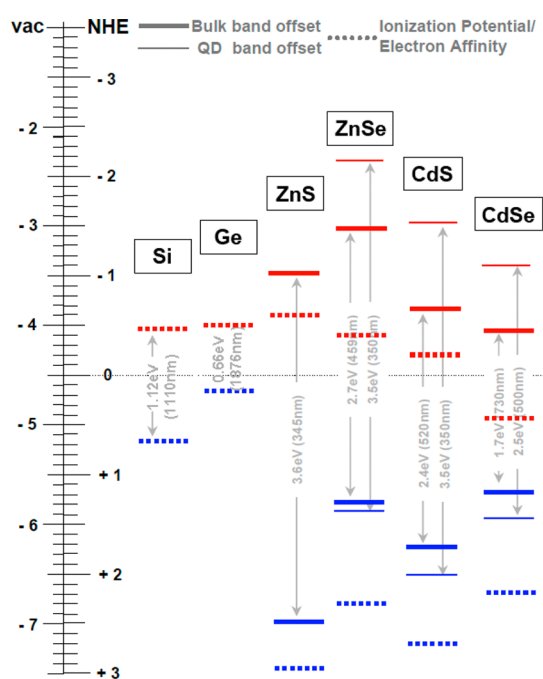 vac NHE Bulk band offset Ionization Potential/
QD band offset Electron Affinity
- 3
- 2
ZnSe
- 2
CdS
ZnS
CdSe
- 3
Ge
Si
- 1
- 4
0
- 5
+ 1
- 6
+ 2
- 7
+ 3
1.12eV
(1110nm)
0.66eV
(1876nm)
3.6eV (345nm)
2.7eV (459nm)
3.5eV (350nm)
2.4eV (520nm)
3.5eV (350nm)
1.7eV (730nm)
2.5eV (500nm)